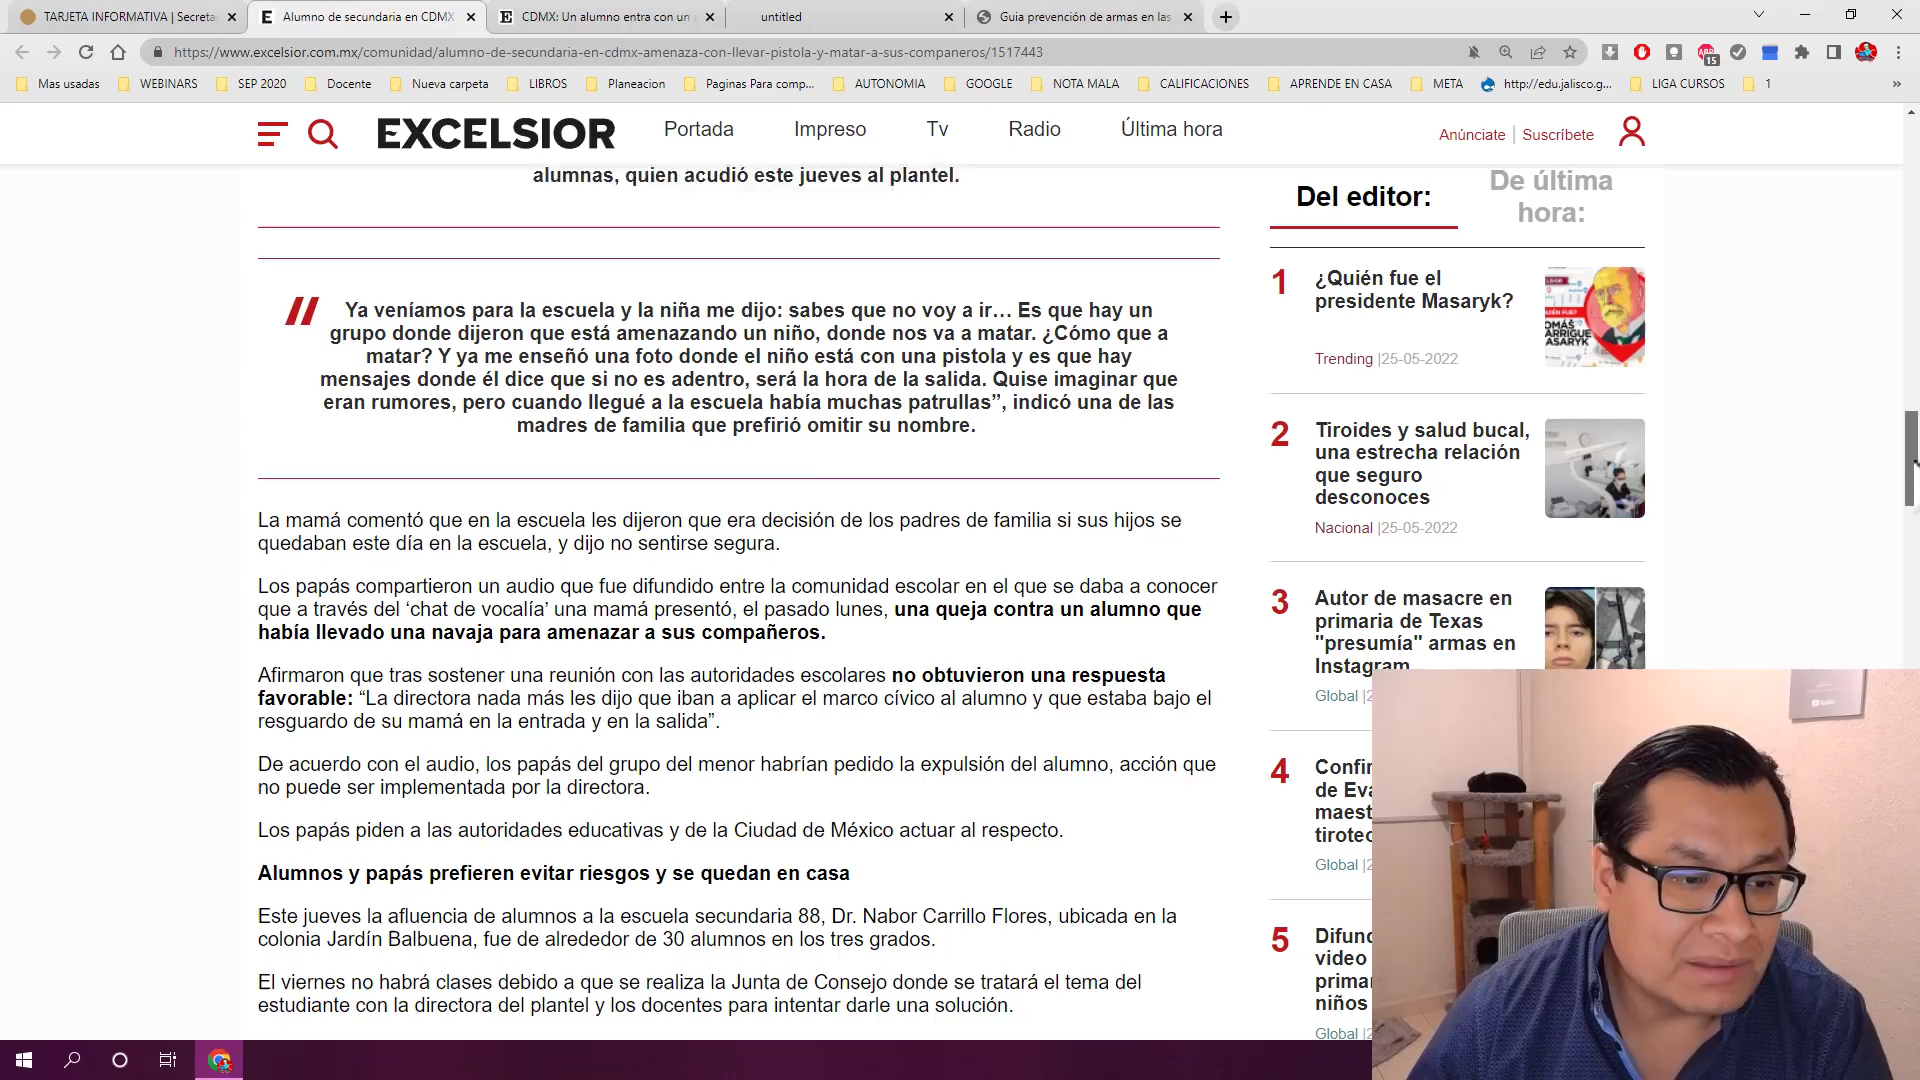 TARJETA INFORMATIVA | Secreta
Alumno de secundaria en CDMX
CDMX: Un alumno entra con un
untitled
Guia prevención de armas en las
https://www.excelsior.com.mx/comunidad/alumno-de-secundaria-en-cdmx-amenaza-con-llevar-pistola-y-matar-a-sus-companeros/1517443
15
Mas usadas
WEBINARS
SEP 2020
Docente
Nueva carpeta
LIBROS
Planeacion
Paginas Para comp...
AUTONOMIA
GOOGLE
NOTA MALA
CALIFICACIONES
APRENDE EN CASA
META
http://edu.jalisco.g...
LIGA CURSOS
1
EXCELSIOR
Portada
Impreso
Tv
Radio
Última hora
Anúnciate | Suscríbete
alumnas, quien acudió este jueves al plantel.
Ya veníamos para la escuela y la niña me dijo: sabes que no voy a ir… Es que hay un
grupo donde dijeron que está amenazando un niño, donde nos va a matar. ¿Cómo que a
matar? Y ya me enseñó una foto donde el niño está con una pistola y es que hay
mensajes donde él dice que si no es adentro, será la hora de la salida. Quise imaginar que
eran rumores, pero cuando llegué a la escuela había muchas patrullas”, indicó una de las
madres de familia que prefirió omitir su nombre.
La mamá comentó que en la escuela les dijeron que era decisión de los padres de familia si sus hijos se
quedaban este día en la escuela, y dijo no sentirse segura.
Los papás compartieron un audio que fue difundido entre la comunidad escolar en el que se daba a conocer
que a través del ‘chat de vocalía’ una mamá presentó, el pasado lunes, una queja contra un alumno que
había llevado una navaja para amenazar a sus compañeros.
Afirmaron que tras sostener una reunión con las autoridades escolares no obtuvieron una respuesta
favorable: “La directora nada más les dijo que iban a aplicar el marco cívico al alumno y que estaba bajo el
resguardo de su mamá en la entrada y en la salida”.
De acuerdo con el audio, los papás del grupo del menor habrían pedido la expulsión del alumno, acción que
no puede ser implementada por la directora.
Los papás piden a las autoridades educativas y de la Ciudad de México actuar al respecto.
Alumnos y papás prefieren evitar riesgos y se quedan en casa
Este jueves la afluencia de alumnos a la escuela secundaria 88, Dr. Nabor Carrillo Flores, ubicada en la
colonia Jardín Balbuena, fue de alrededor de 30 alumnos en los tres grados.
El viernes no habrá clases debido a que se realiza la Junta de Consejo donde se tratará el tema del
estudiante con la directora del plantel y los docentes para intentar darle una solución.
Del editor:
De última
hora:
1
¿Quién fue el
presidente Masaryk?
Trending |25-05-2022
2
Tiroides y salud bucal,
una estrecha relación
que seguro
desconoces
Nacional |25-05-2022
3
Autor de masacre en
primaria de Texas
"presumía" armas en
Instagram
Global |2
4
Confir
de Eva
maest
tirote
Global |2
5
Difun
video
prima
niños
Global |2